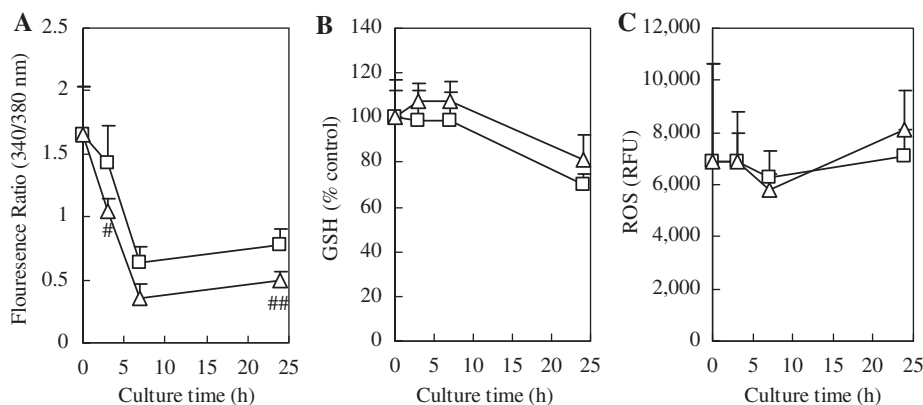 A
Flouresence Ratio (340/380 nm)
2.5
2
1.5
1
0.5
0
#
##
0 5 10 15 20 25
Culture time (h)
B
GSH (% control)
140
120
100
80
60
40
20
0
0 5 10 15 20 25
Culture time (h)
C
ROS (RFU)
12,000
10,000
8,000
6,000
4,000
2,000
0
0 5 10 15 20 25
Culture time (h)